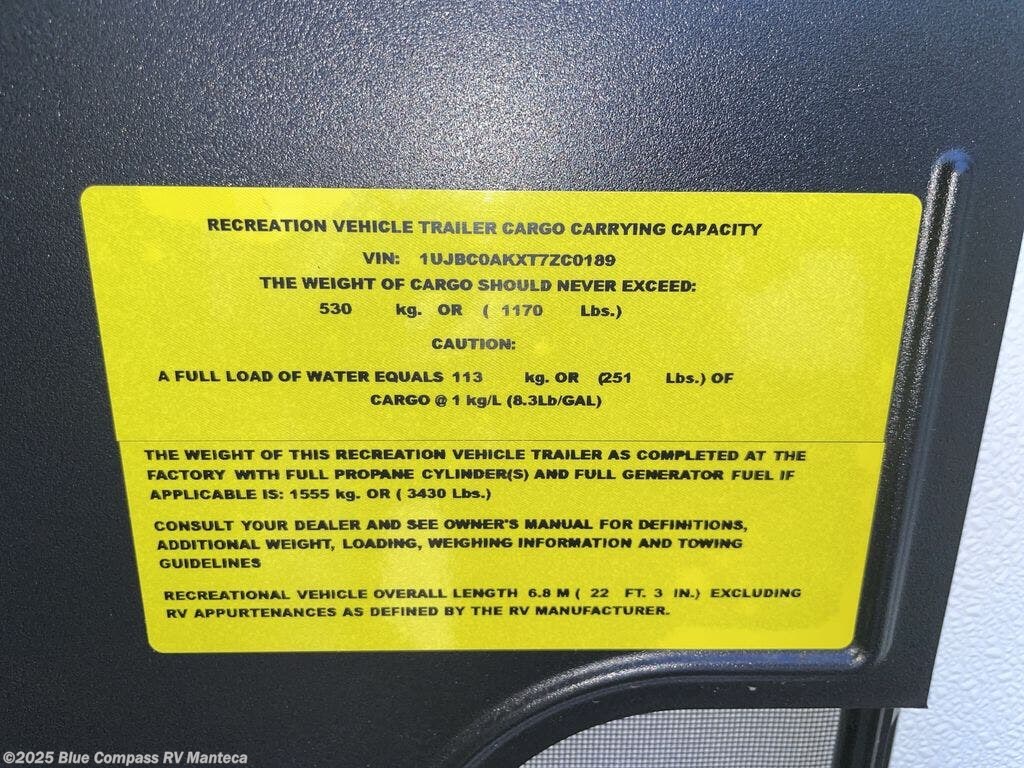 RECREATION VEHICLE TRAILER CARGO CARRYING CAPACITY
VIN: 1UJBC0AKXT7ZC0189
THE WEIGHT OF CARGO SHOULD NEVER EXCEED:
530 kg. OR ( 1170 Lbs.)
CAUTION:
A FULL LOAD OF WATER EQUALS 113 kg. OR (251 Lbs.) OF
CARGO @ 1 kg/L (8.3Lb/GAL)
THE WEIGHT OF THIS RECREATION VEHICLE TRAILER AS COMPLETED AT THE
FACTORY WITH FULL PROPANE CYLINDER(S) AND FULL GENERATOR FUEL IF
APPLICABLE IS: 1555 kg. OR ( 3430 Lbs.)
CONSULT YOUR DEALER AND SEE OWNER'S MANUAL FOR DEFINITIONS,
ADDITIONAL WEIGHT, LOADING, WEIGHING INFORMATION AND TOWING
GUIDELINES
RECREATIONAL VEHICLE OVERALL LENGTH 6.8 M ( 22 FT. 3 IN.) EXCLUDING
RV APPURTENANCES AS DEFINED BY THE RV MANUFACTURER.
©2025 Blue Compass RV Manteca